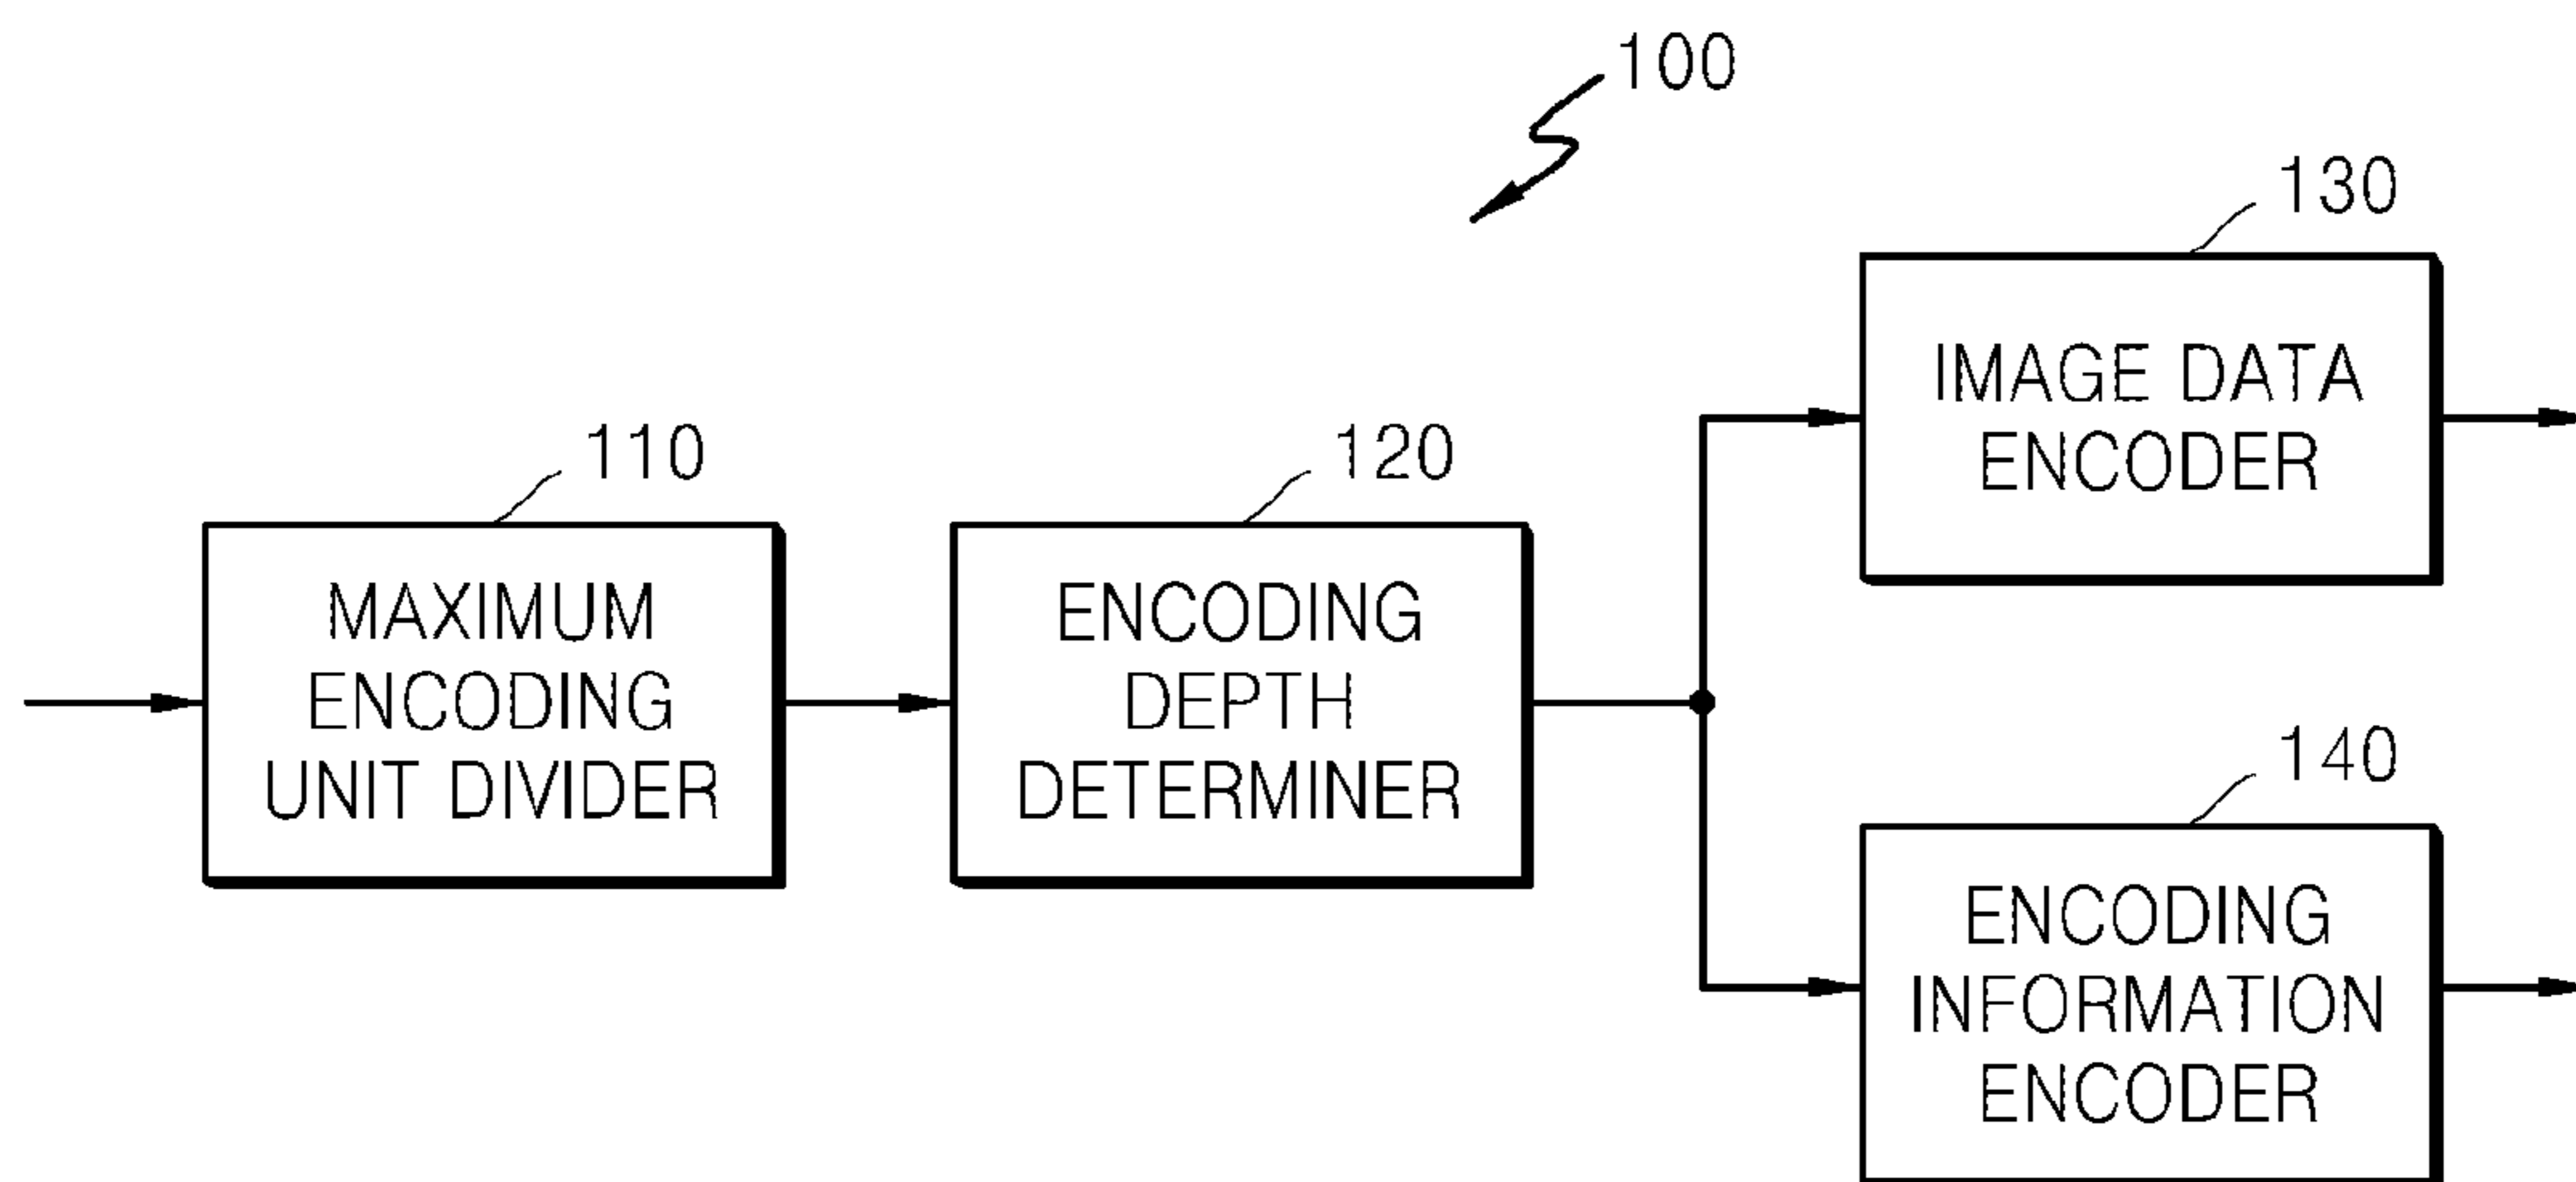 100
110
MAXIMUM
ENCODING
UNIT DIVIDER
120
ENCODING
DEPTH
DETERMINER
130
IMAGE DATA
ENCODER
140
ENCODING
INFORMATION
ENCODER